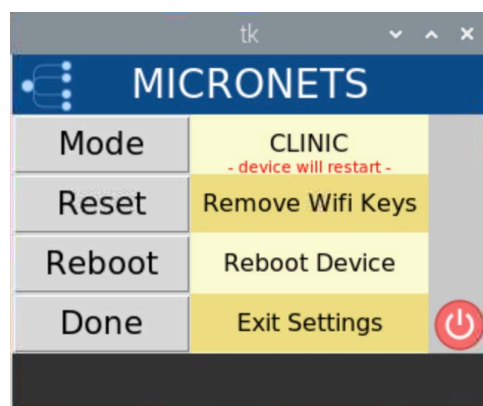 tk
MICRONETS
Mode
CLINIC
- device will restart -
Reset
Remove Wifi Keys
Reboot
Reboot Device
Done
Exit Settings